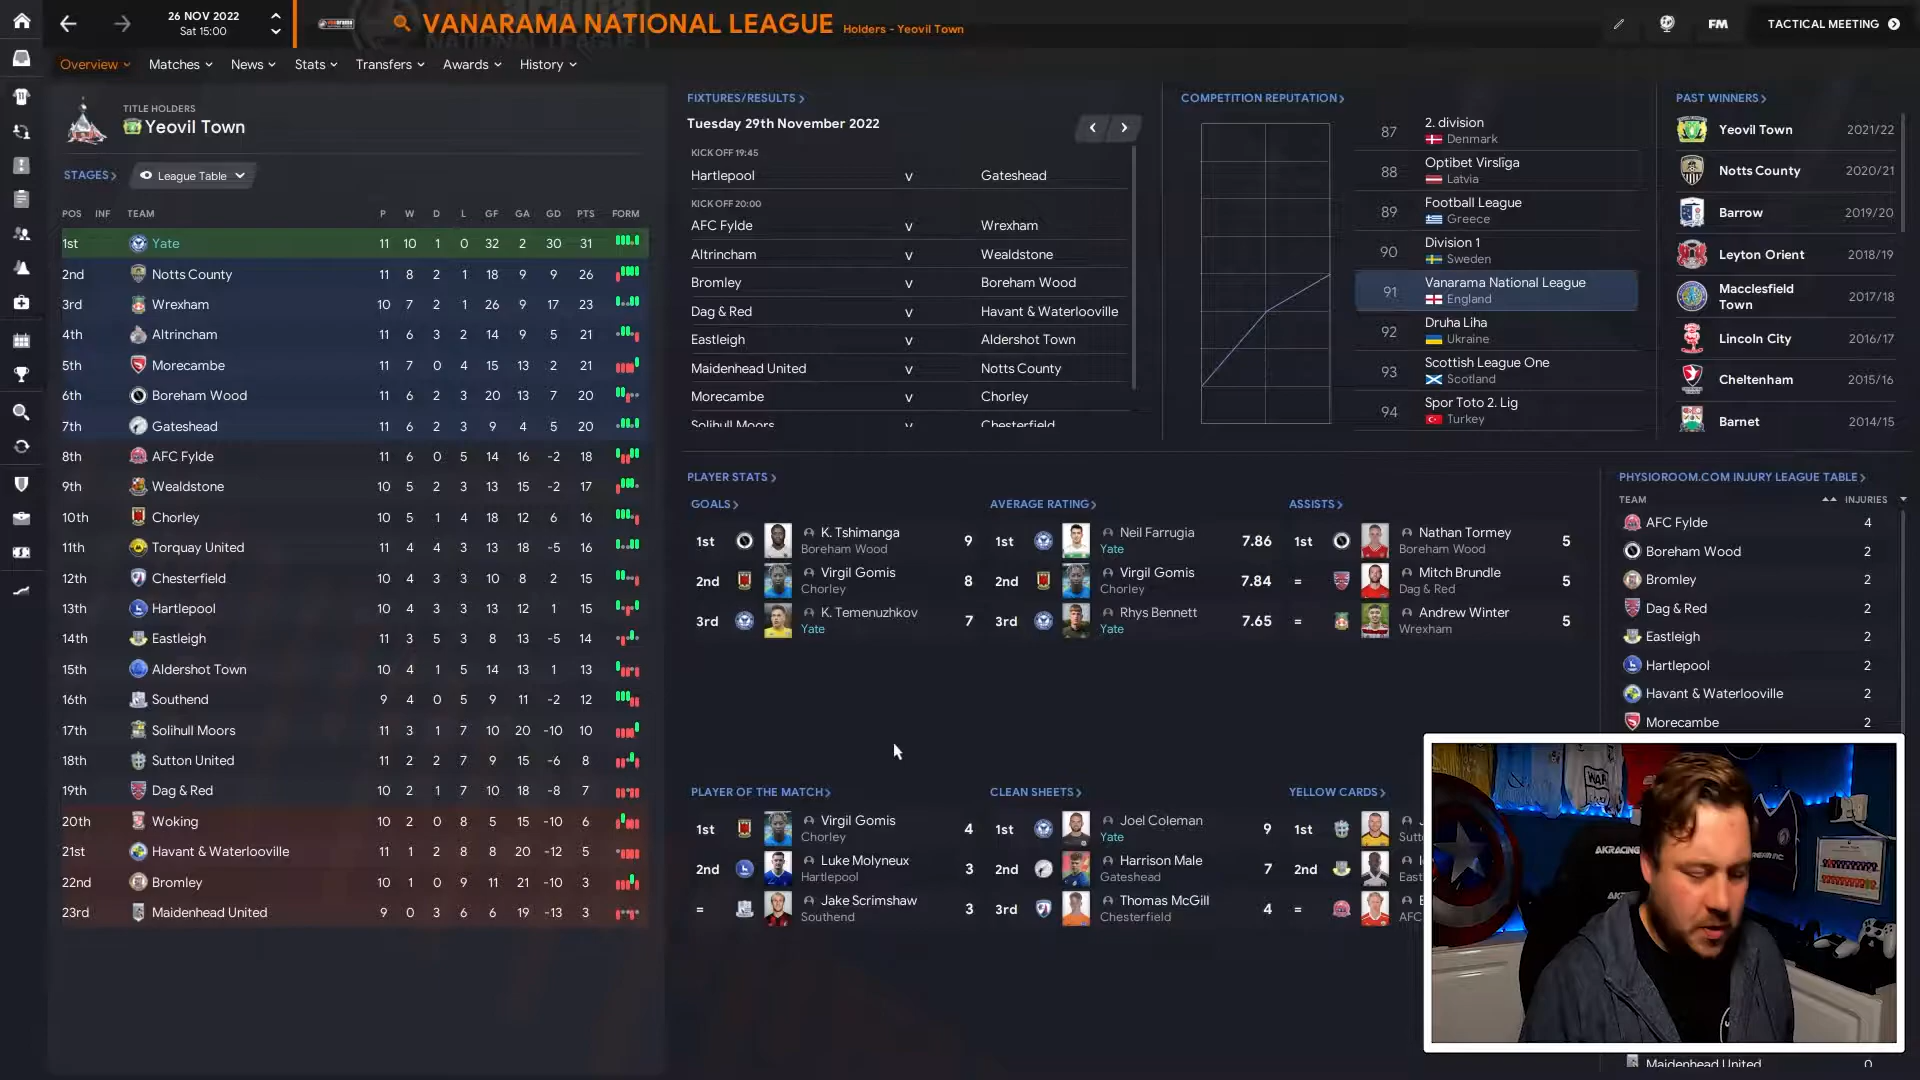 26 NOV 2022
Sat 15:00
VANARAMA NATIONAL LEAGUE
Holders - Yeovil Town
FM
TACTICAL MEETING
Overview Matches News Stats Transfers Awards History
TITLE HOLDERS
Yeovil Town
STAGES League Table
POS INF TEAM P W D L GF GA GD PTS FORM
1st Yate 11 10 1 0 32 2 30 31
2nd Notts County 11 8 2 1 18 9 9 26
3rd Wrexham 10 7 2 1 26 9 17 23
4th Altrincham 11 6 3 2 14 9 5 21
5th Morecambe 11 7 0 4 15 13 2 21
6th Boreham Wood 11 6 2 3 20 13 7 20
7th Gateshead 11 6 2 3 9 4 5 20
8th AFC Fylde 11 6 0 5 14 16 -2 18
9th Wealdstone 10 5 2 3 13 15 -2 17
10th Chorley 10 5 1 4 18 12 6 16
11th Torquay United 11 4 4 3 13 18 -5 16
12th Chesterfield 10 4 3 3 10 8 2 15
13th Hartlepool 10 4 3 3 13 12 1 15
14th Eastleigh 11 3 5 3 8 13 -5 14
15th Aldershot Town 10 4 1 5 14 13 1 13
16th Southend 9 4 0 5 9 11 -2 12
17th Solihull Moors 11 3 1 7 10 20 -10 10
18th Sutton United 11 2 2 7 9 15 -6 8
19th Dag & Red 10 2 1 7 10 18 -8 7
20th Woking 10 2 0 8 5 15 -10 6
21st Havant & Waterlooville 11 1 2 8 8 20 -12 5
22nd Bromley 10 1 0 9 11 21 -10 3
23rd Maidenhead United 9 0 3 6 6 19 -13 3
FIXTURES/RESULTS
Tuesday 29th November 2022
KICK OFF 19:45
Hartlepool v Gateshead
KICK OFF 20:00
AFC Fylde v Wrexham
Altrincham v Wealdstone
Bromley v Boreham Wood
Dag & Red v Havant & Waterlooville
Eastleigh v Aldershot Town
Maidenhead United v Notts County
Morecambe v Chorley
Solihull Moors v Chesterfield
COMPETITION REPUTATION
87 2. division
Denmark
88 Optibet Virslīga
Latvia
89 Football League
Greece
90 Division 1
Sweden
91 Vanarama National League
England
92 Druha Liha
Ukraine
93 Scottish League One
Scotland
94 Spor Toto 2. Lig
Turkey
PAST WINNERS
Yeovil Town 2021/22
Notts County 2020/21
Barrow 2019/20
Leyton Orient 2018/19
Macclesfield Town 2017/18
Lincoln City 2016/17
Cheltenham 2015/16
Barnet 2014/15
PLAYER STATS
GOALS
1st K. Tshimanga 9
Boreham Wood
2nd Virgil Gomis 8
Chorley
3rd K. Temenuzhkov 7
Yate
AVERAGE RATING
1st Neil Farrugia 7.86
Yate
2nd Virgil Gomis 7.84
Chorley
3rd Rhys Bennett 7.65
Yate
ASSISTS
1st Nathan Tormey 5
Boreham Wood
= Mitch Brundle 5
Dag & Red
= Andrew Winter 5
Wrexham
PHYSIOROOM.COM INJURY LEAGUE TABLE
TEAM INJURIES
AFC Fylde 4
Boreham Wood 2
Bromley 2
Dag & Red 2
Eastleigh 2
Hartlepool 2
Havant & Waterlooville 2
Morecambe 2
Maidenhead United 0
PLAYER OF THE MATCH
1st Virgil Gomis 4
Chorley
2nd Luke Molyneux 3
Hartlepool
= Jake Scrimshaw 3
Southend
CLEAN SHEETS
1st Joel Coleman 9
Yate
2nd Harrison Male 7
Gateshead
3rd Thomas McGill 4
Chesterfield
YELLOW CARDS
1st J
Sutt
2nd
East
=
AFC
AKRACING